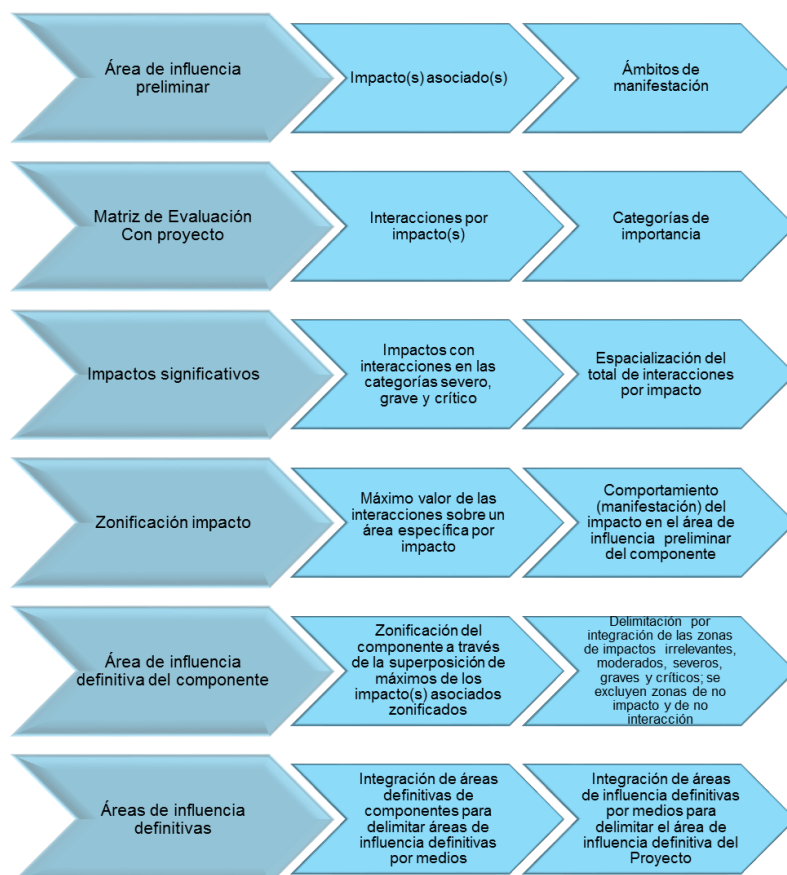 Área de influencia
preliminar
Impacto(s) asociado(s)
Ámbitos de
manifestación
Matriz de Evaluación
Con proyecto
Interacciones por
impacto(s)
Categorías de
importancia
Impactos significativos
Impactos con
interacciones en las
categorías severo,
grave y crítico
Espacialización del
total de interacciones
por impacto
Zonificación impacto
Máximo valor de las
interacciones sobre un
área específica por
impacto
Comportamiento
(manifestación) del
impacto en el área de
influencia preliminar
del componente
Área de influencia
definitiva del componente
Zonificación del
componente a través
de la superposición de
máximos de los
impacto(s) asociados
zonificados
Delimitación por
integración de las zonas
de impactos irrelevantes,
moderados, severos,
graves y críticos; se
excluyen zonas de no
impacto y de no
interacción
Áreas de influencia
definitivas
Integración de áreas
definitivas de
componentes para
delimitar áreas de
influencia definitivas
por medios
Integración de áreas
de influencia definitivas
por medios para
delimitar el área de
influencia definitiva del
Proyecto